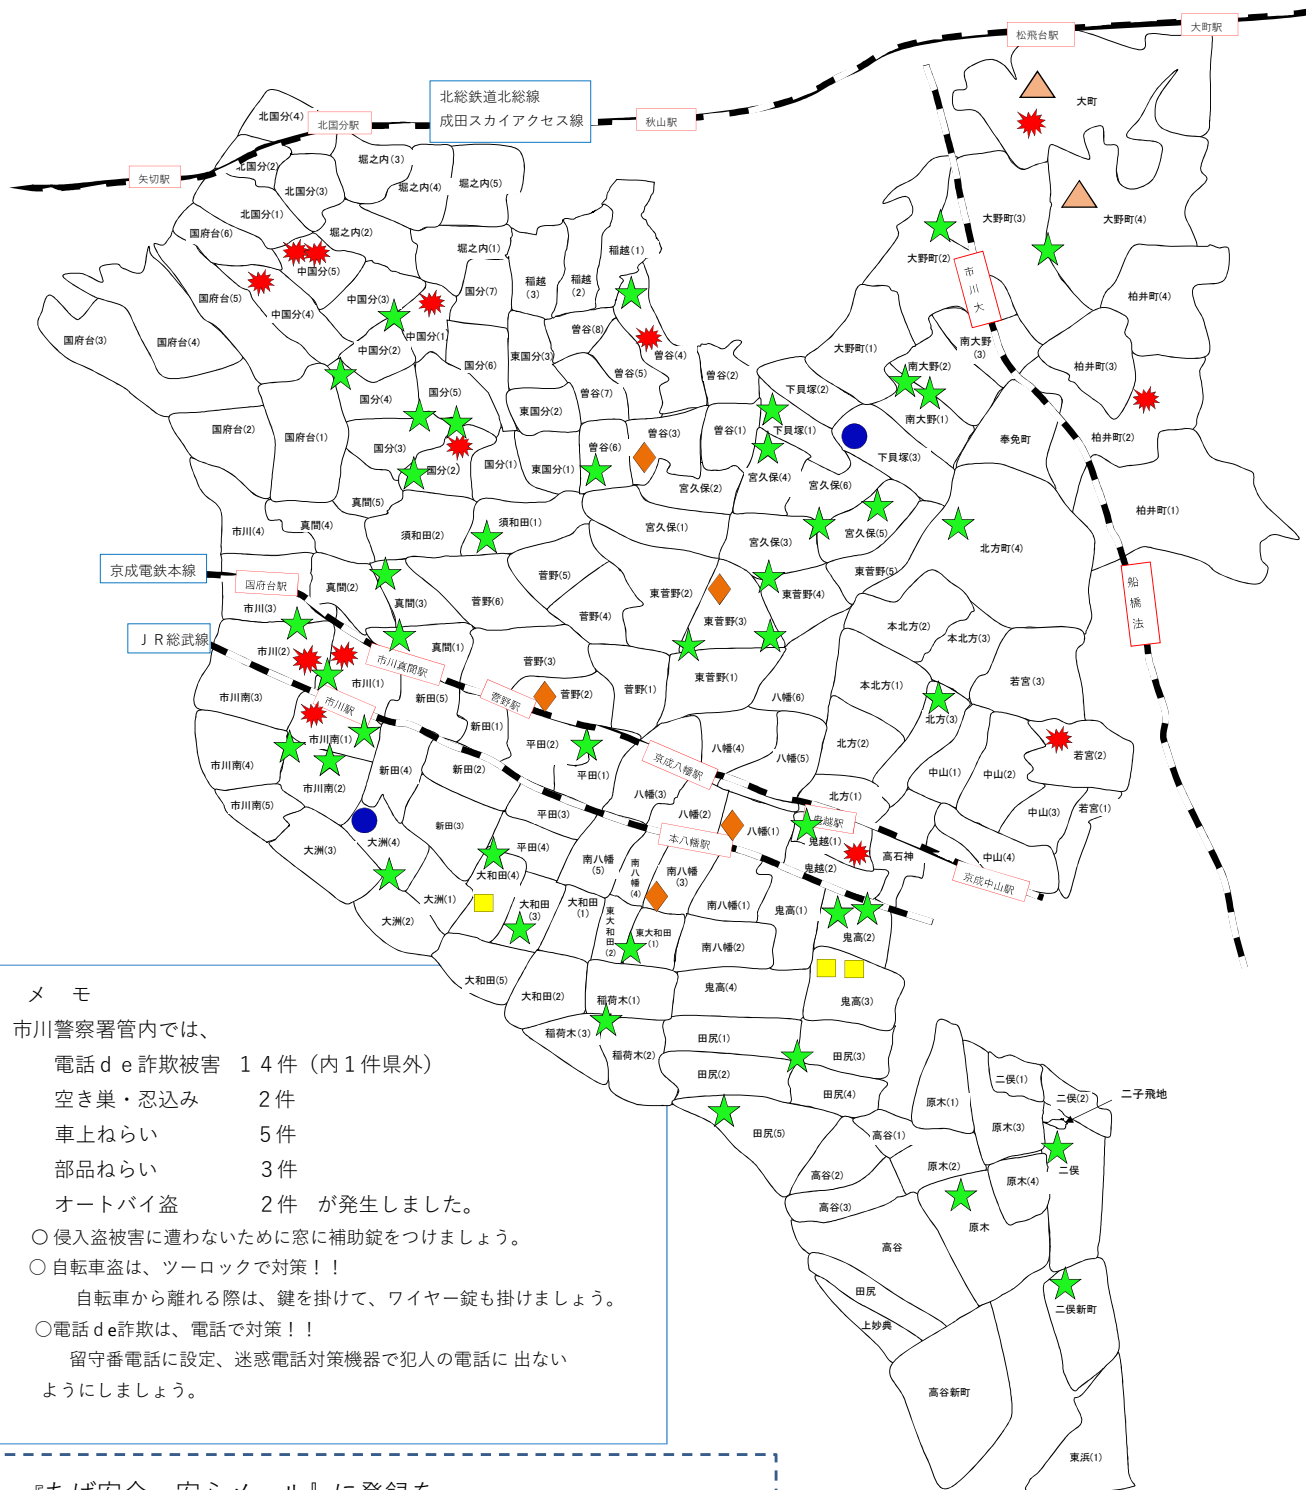 大町駅
松飛台駅
北総鉄道北総線
成田スカイアクセス線
秋山駅
北国分駅
矢切駅
大町
北国分(4)
北国分(2)
北国分(3)
北国分(1)
堀之内(3)
堀之内(4)
堀之内(5)
堀之内(2)
堀之内(1)
国府台(6)
国府台(5)
国府台(4)
国府台(3)
国府台(2)
国府台(1)
中国分(5)
中国分(4)
中国分(3)
中国分(1)
中国分(2)
国分(7)
国分(6)
国分(5)
国分(4)
国分(3)
国分(2)
国分(1)
稲越(1)
稲越
(2)
稲越
(3)
東国分(3)
東国分(2)
東国分(1)
曽谷(8)
曽谷(5)
曽谷(4)
曽谷(7)
曽谷(2)
曽谷(3)
曽谷(1)
曽谷(6)
大野町(3)
大野町(4)
大野町(2)
大野町(1)
市
川
大
南大野
(3)
南大野(2)
南大野(1)
柏井町(4)
柏井町(3)
柏井町(2)
柏井町(1)
奉免町
下貝塚(2)
下貝塚(1)
下貝塚(3)
宮久保(4)
宮久保(6)
宮久保(2)
宮久保(1)
宮久保(5)
宮久保(3)
北方町(4)
船
橋
法
真間(5)
真間(4)
市川(4)
須和田(2)
須和田(1)
京成電鉄本線
国府台駅
真間(2)
真間(3)
真間(1)
市川(3)
市川(2)
市川(1)
ＪＲ総武線
市川真間駅
菅野(6)
菅野(5)
菅野(4)
菅野(3)
菅野(2)
菅野(1)
菅野駅
東菅野(5)
東菅野(2)
東菅野(4)
東菅野(3)
東菅野(1)
本北方(2)
本北方(3)
本北方(1)
若宮(3)
若宮(2)
若宮(1)
北方(3)
北方(2)
北方(1)
中山(1)
中山(2)
中山(3)
中山(4)
八幡(6)
八幡(4)
八幡(5)
八幡(3)
八幡(2)
八幡(1)
市川南(3)
市川駅
市川南(1)
市川南(4)
市川南(2)
市川南(5)
新田(5)
新田(1)
新田(4)
新田(2)
新田(3)
平田(2)
平田(1)
平田(3)
平田(4)
京成八幡駅
本八幡駅
鬼越駅
鬼越(1)
鬼越(2)
高石神
京成中山駅
大洲(3)
大洲(4)
大洲(1)
大洲(2)
大和田(4)
大和田
(3)
大和田
(1)
大和田(5)
大和田(2)
南八幡
(5)
南
八
幡
(4)
南八幡
(3)
南八幡(1)
南八幡(2)
東
大
和
田
(2)
東大和田
(1)
鬼高(1)
鬼高(2)
鬼高(4)
鬼高(3)
稲荷木(1)
稲荷木(3)
稲荷木(2)
田尻(1)
田尻(2)
田尻(3)
田尻(4)
田尻(5)
高谷(1)
高谷(2)
高谷(3)
高谷
田尻
上妙典
高谷新町
原木(1)
原木(2)
原木(3)
原木(4)
原木
二俣(1)
二俣(2)
二子飛地
二俣
二俣新町
東浜(1)
メ　モ
市川警察署管内では、
電話ｄｅ詐欺被害　１４件（内１件県外）
空き巣・忍込み　２件
車上ねらい　５件
部品ねらい　３件
オートバイ盗　２件　が発生しました。
〇 侵入盗被害に遭わないために窓に補助錠をつけましょう。
〇 自転車盗は、ツーロックで対策！！
自転車から離れる際は、鍵を掛けて、ワイヤー錠も掛けましょう。
〇電話ｄe詐欺は、電話で対策！！
留守番電話に設定、迷惑電話対策機器で犯人の電話に 出ない
ようにしましょう。